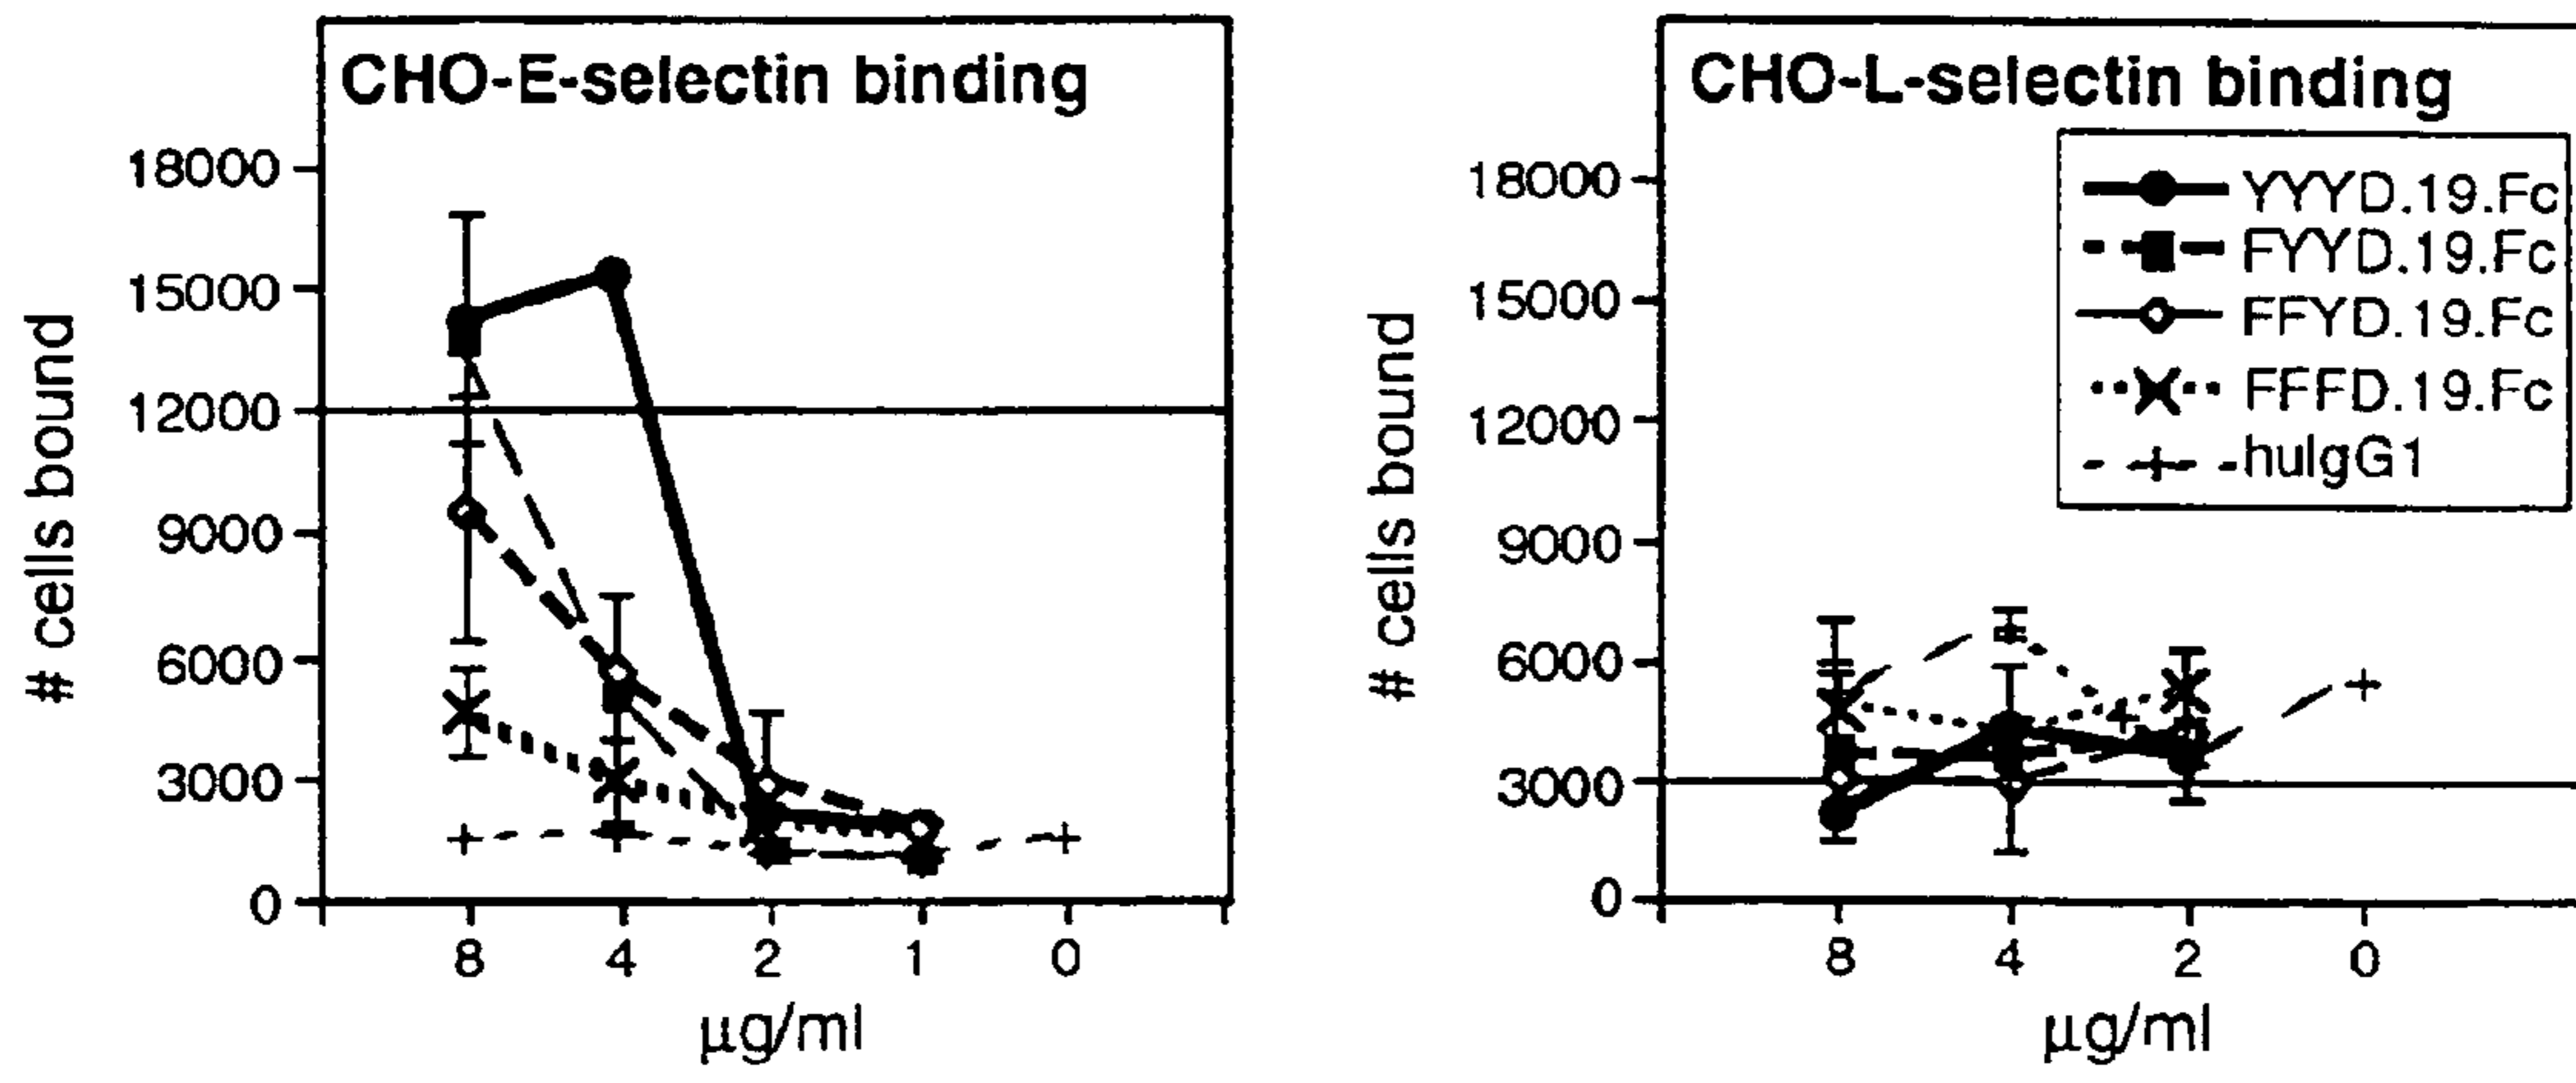 CHO-E-selectin binding
# cells bound
18000
15000
12000
9000
6000
3000
0
8 4 2 1 0
µg/ml
CHO-L-selectin binding
# cells bound
18000
15000
12000
9000
6000
3000
0
8 4 2 0
µg/ml
YYYD.19.Fc
FYYD.19.Fc
FFYD.19.Fc
FFFD.19.Fc
huIgG1